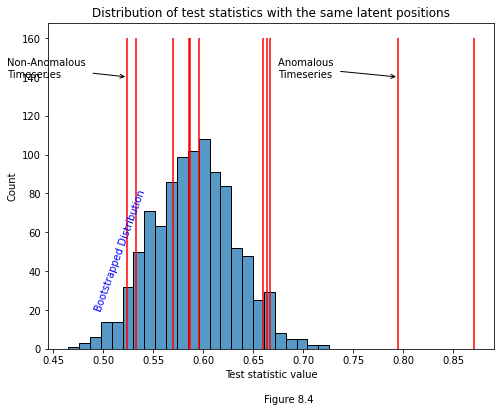 Distribution of test statistics with the same latent positions
160
140
120
100
80
60
40
20
0
Count
Non-Anomalous
Timeseries
Anomalous
Timeseries
Bootstrapped Distribution
0.45 0.50 0.55 0.60 0.65 0.70 0.75 0.80 0.85
Test statistic value
Figure 8.4